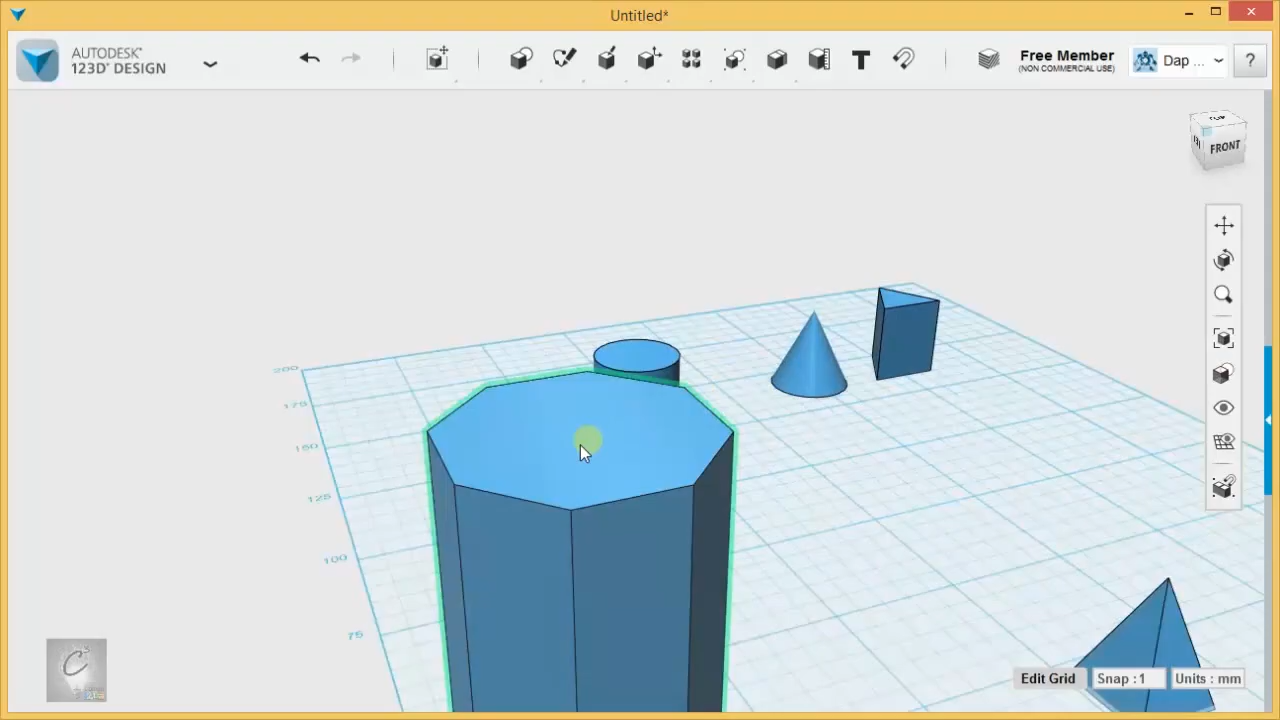 Untitled*
AUTODESK®
123D® DESIGN
T
Free Member
(NON COMMERCIAL USE)
Dap ...
?
FRONT
200
175
150
125
100
75
Edit Grid
Snap : 1
Units : mm